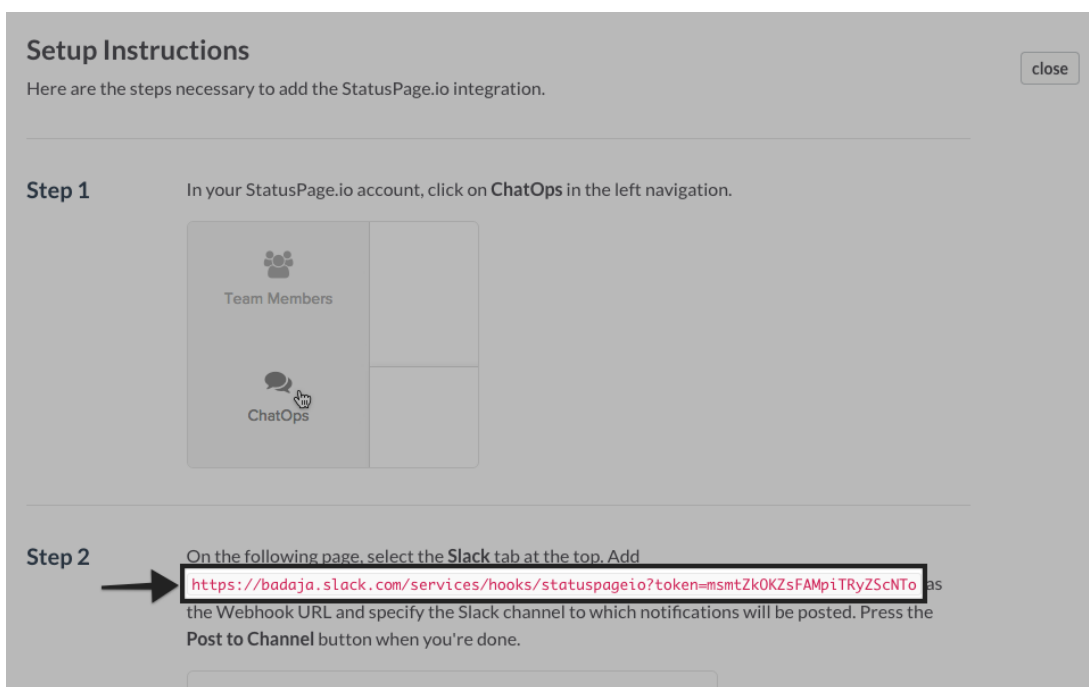 Setup Instructions
close
Here are the steps necessary to add the StatusPage.io integration.
Step 1
In your StatusPage.io account, click on ChatOps in the left navigation.
Team Members
ChatOps
Step 2
On the following page, select the Slack tab at the top. Add
https://badaja.slack.com/services/hooks/statuspageio?token=msmtZkOKZsFAMpiTRyZScNTo as
the Webhook URL and specify the Slack channel to which notifications will be posted. Press the
Post to Channel button when you're done.